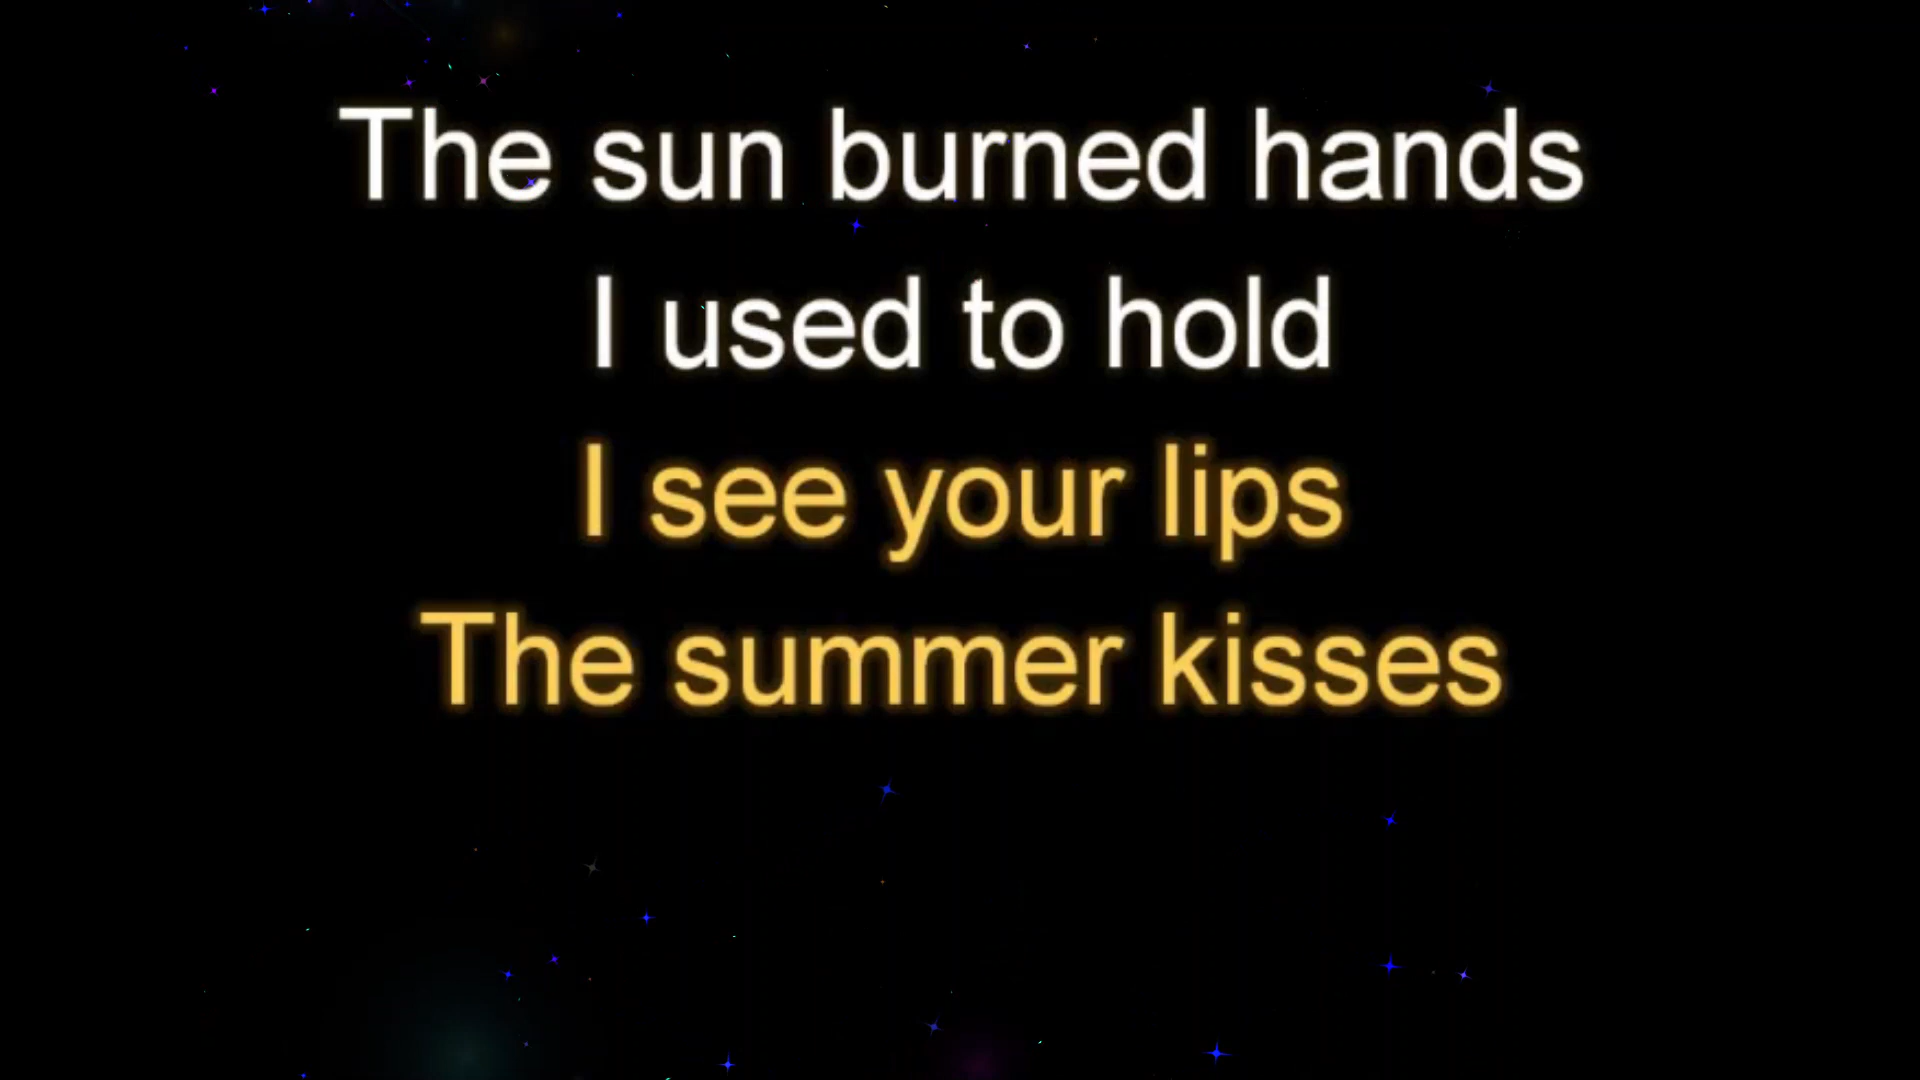 The sun burned hands
I used to hold
I see your lips
The summer kisses